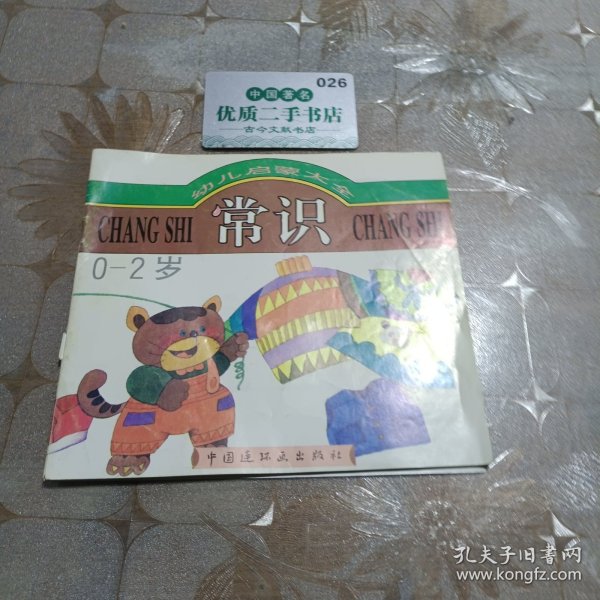 026
中国著名
优质二手书店
古今文献书店
幼儿启蒙大全
CHANG SHI 常识 CHANG SHI
0-2岁
中国连环画出版社
孔夫子旧书网
www.kongfz.com